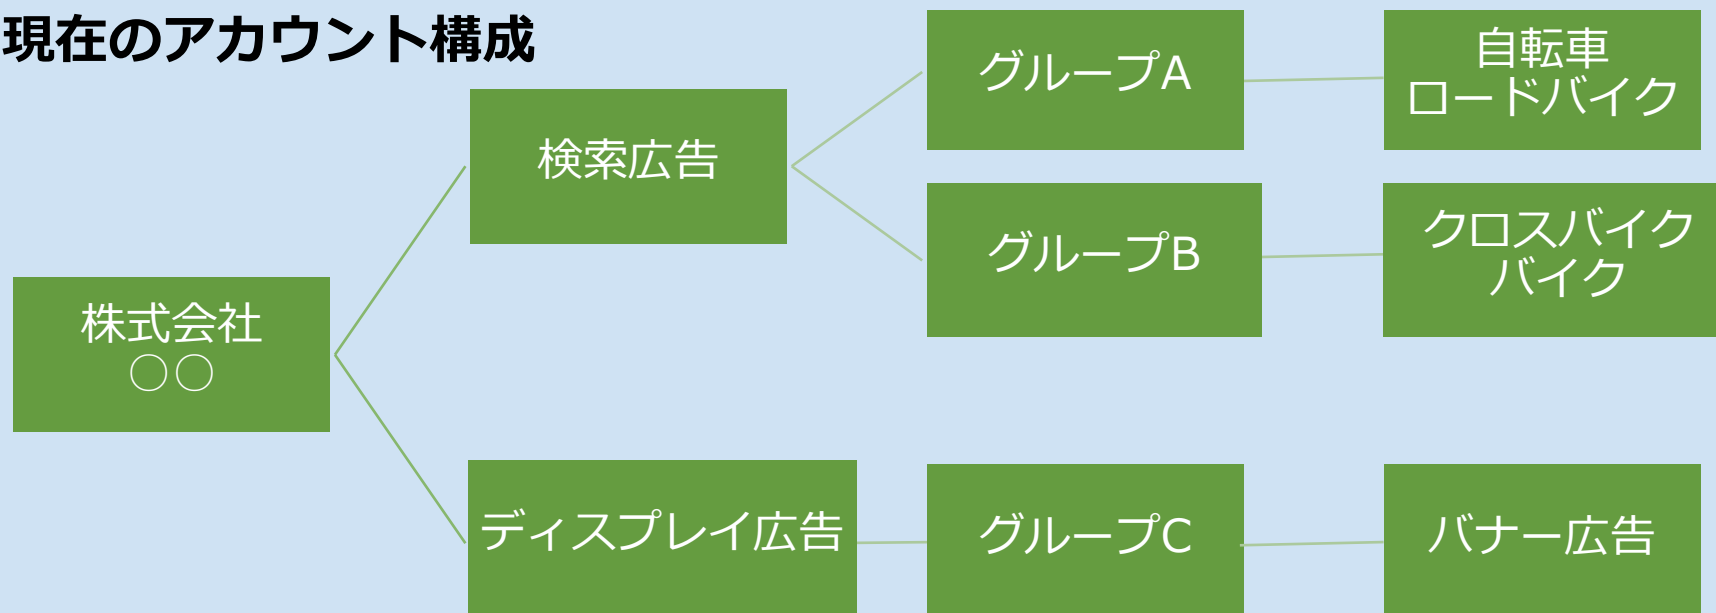 現在のアカウント構成
株式会社
○○
検索広告
グループA
自転車
ロードバイク
グループB
クロスバイク
バイク
ディスプレイ広告
グループC
バナー広告